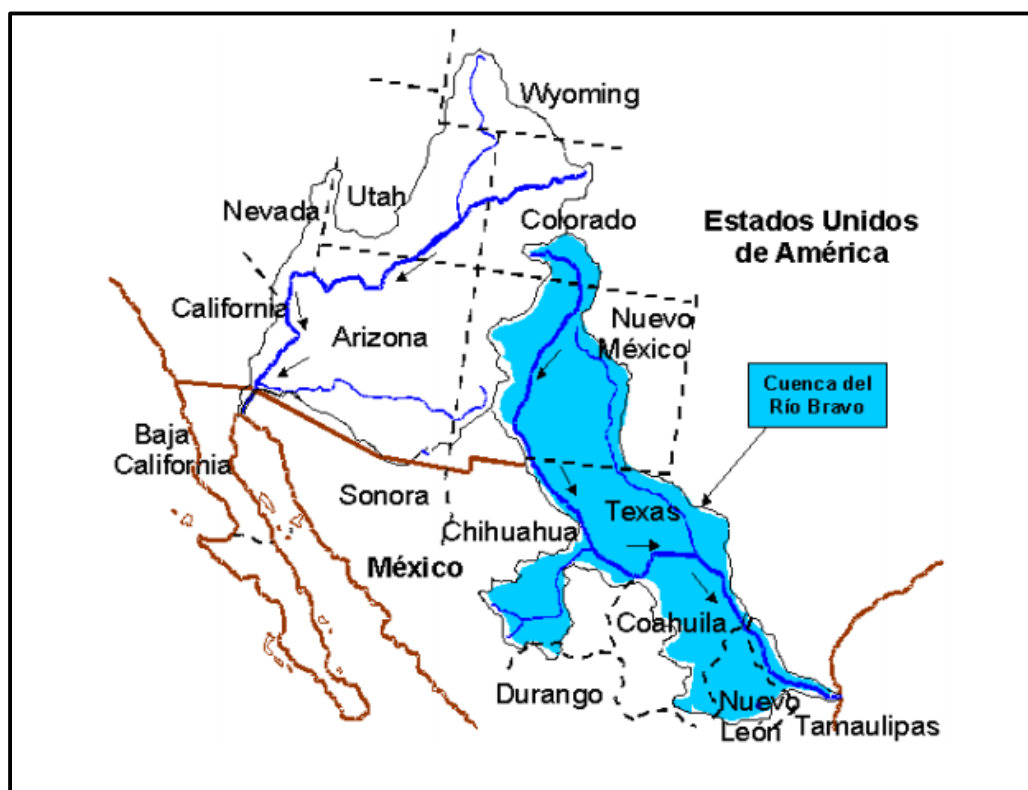 Wyoming
Utah
Nevada
Colorado
Estados Unidos
de América
California
Arizona
Nuevo
México
Cuenca del
Río Bravo
Baja
California
Sonora
Texas
Chihuahua
México
Coahuila
Durango
Nuevo
León
Tamaulipas